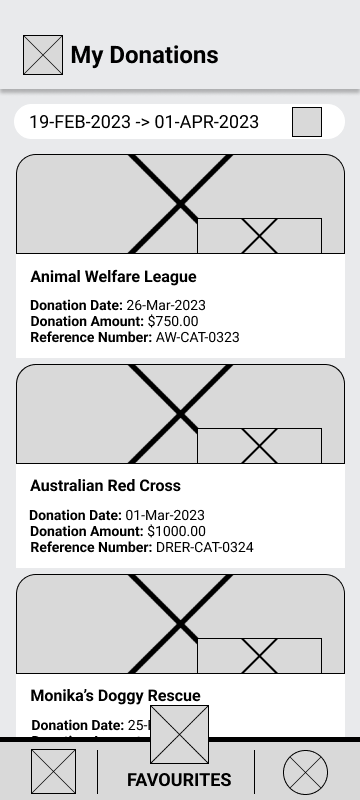 My Donations
19-FEB-2023 -> 01-APR-2023
Animal Welfare League
Donation Date: 26-Mar-2023
Donation Amount: $750.00
Reference Number: AW-CAT-0323
Australian Red Cross
Donation Date: 01-Mar-2023
Donation Amount: $1000.00
Reference Number: DRER-CAT-0324
Monika’s Doggy Rescue
Donation Date: 25-
FAVOURITES